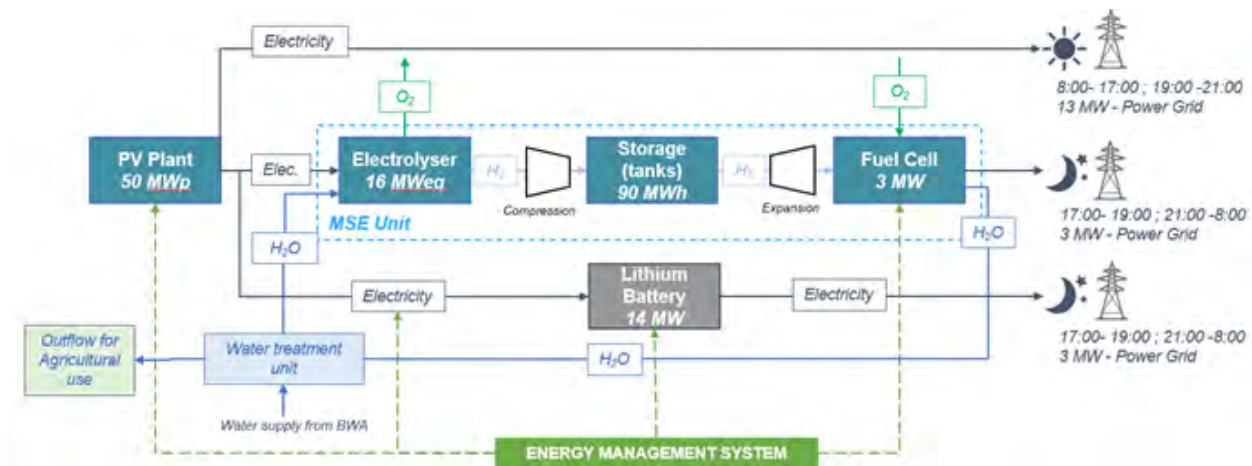 Electricity
O₂
O₂
8:00- 17:00 ; 19:00 -21:00
13 MW - Power Grid
PV Plant
50 MWp
Elec.
Electrolyser
16 MWeq
H₂
Compression
Storage
(tanks)
90 MWh
H₂
Expansion
Fuel Cell
3 MW
MSE Unit
17:00- 19:00 ; 21:00 -8:00
3 MW - Power Grid
H₂O
H₂O
Electricity
Lithium
Battery
14 MW
Electricity
17:00- 19:00 ; 21:00 -8:00
3 MW - Power Grid
Outflow for
Agricultural
use
Water treatment
unit
H₂O
Water supply from BWA
ENERGY MANAGEMENT SYSTEM